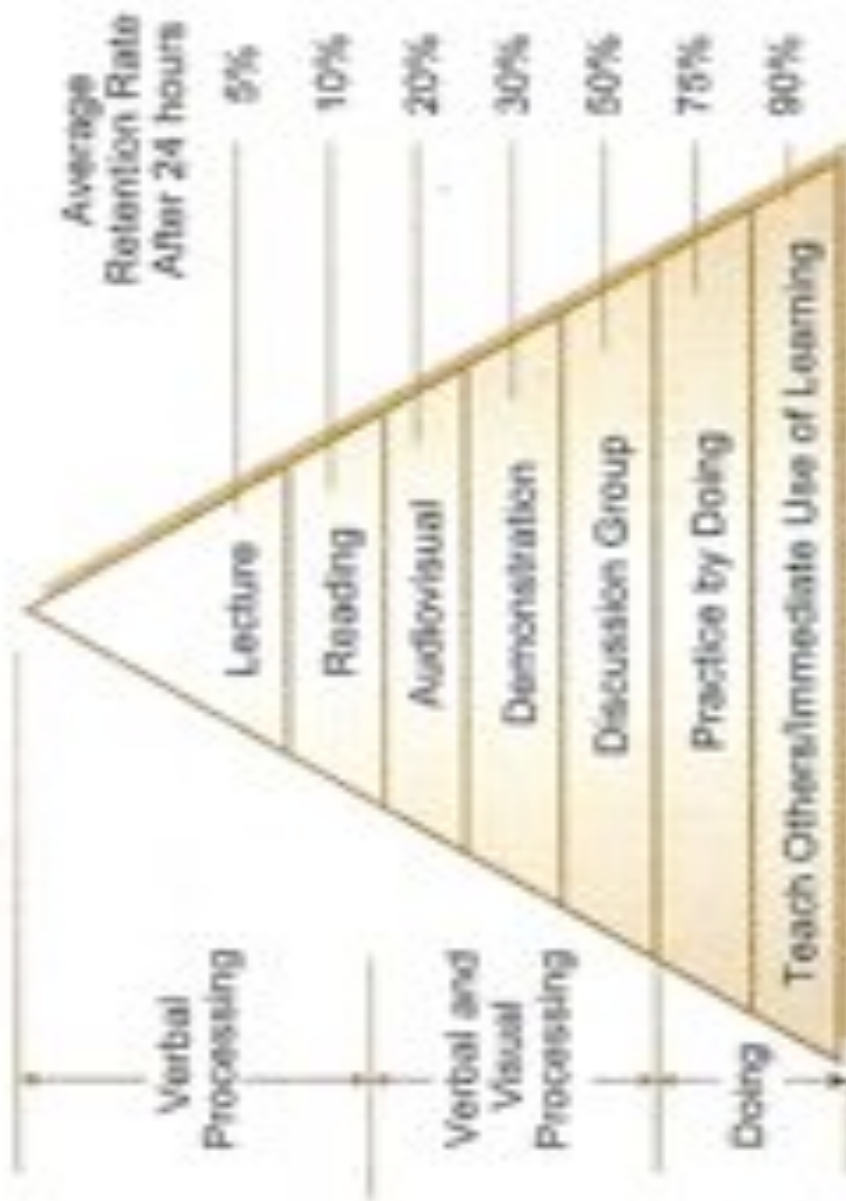 Average
Retention Rate
After 24 hours
Verbal
Processing
Lecture 5%
Reading 10%
Verbal and
Visual
Processing
Audiovisual 20%
Demonstration 30%
Discussion Group 50%
Doing
Practice by Doing 75%
Teach Others/Immediate Use of Learning 90%